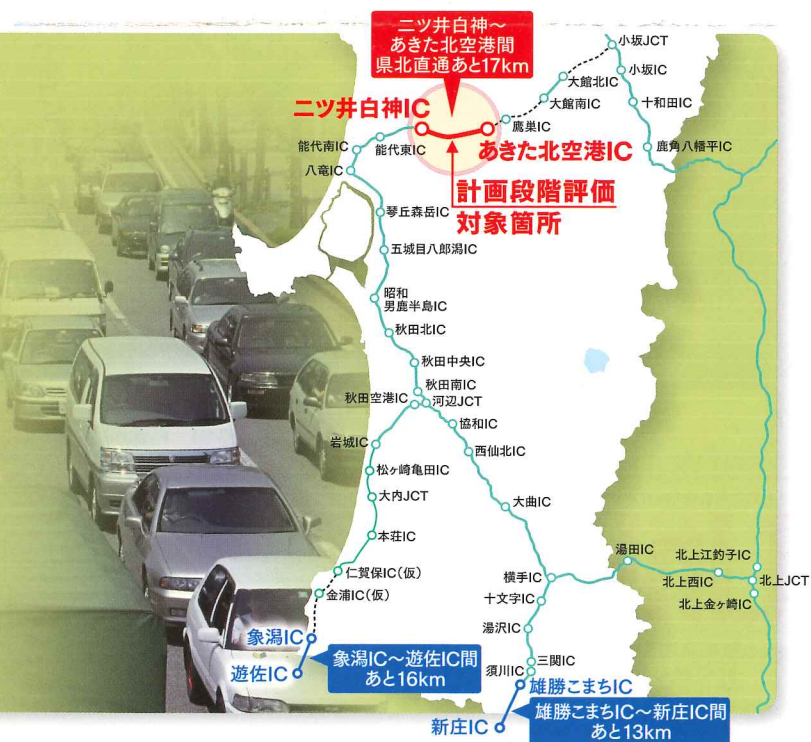 二ツ井白神〜
あきた北空港間
県北直通あと17km
小坂JCT
小坂IC
大館北IC
大館南IC
十和田IC
二ツ井白神IC
鷹巣IC
あきた北空港IC
鹿角八幡平IC
能代南IC
能代東IC
八竜IC
計画段階評価
対象箇所
琴丘森岳IC
五城目八郎潟IC
昭和
男鹿半島IC
秋田北IC
秋田中央IC
秋田南IC
秋田空港IC
河辺JCT
協和IC
岩城IC
西仙北IC
松ヶ崎亀田IC
大内JCT
大曲IC
本荘IC
湯田IC
北上江釣子IC
仁賀保IC(仮)
横手IC
北上西IC
北上JCT
金浦IC(仮)
十文字IC
北上金ヶ崎IC
湯沢IC
象潟IC
三関IC
遊佐IC
象潟IC〜遊佐IC間
あと16km
須川IC
雄勝こまちIC
新庄IC
雄勝こまちIC〜新庄IC間
あと13km